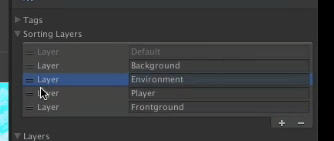 Tags
Sorting Layers
Layer Default
Layer Background
Layer Environment
Layer Player
Layer Frontground
Layers